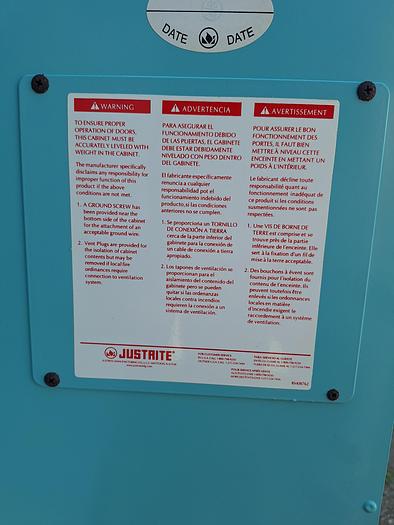 DATE DATE
WARNING
TO ENSURE PROPER
OPERATION OF DOORS,
THIS CABINET MUST BE
ACCURATELY LEVELED WITH
WEIGHT IN THE CABINET.
The manufacturer specifically
disclaims any responsibility for
improper function of this
product if the above
conditions are not met.
1. A GROUND SCREW has
been provided near the
bottom side of the cabinet
for the attachment of an
acceptable ground wire.
2. Vent Plugs are provided for
the isolation of cabinet
contents but may be
removed if local fire
ordinances require
connection to ventilation
system.
ADVERTENCIA
PARA ASEGURAR EL
FUNCIONAMIENTO DEBIDO
DE LAS PUERTAS, EL GABINETE
DEBE ESTAR DEBIDAMENTE
NIVELADO CON PESO DENTRO
DEL GABINETE.
El fabricante específicamente
renuncia a cualquier
responsabilidad pot el
funcionamiento indebido del
producto, si las condiciones
anteriores no se cumplen.
1. Se proporciona un TORNILLO
DE CONEXIÓN A TIERRA
cerca de la parte inferior del
gabinete para la conexión de
un cable de conexión a tierra
apropiado.
2. Los tapones de ventilación se
proporcionan para el
aislamiento del contenido del
gabinete pero se pueden
quitar si las ordenanzas
locales contra incendios
requieren la conexión a un
sistema de ventilación.
AVERTISSEMENT
POUR ASSURER LE BON
FONCTIONNEMENT DES
PORTES, IL FAUT BIEN
METTRE À NIVEAU CETTE
ENCEINTE EN METTANT UN
POIDS À L'INTÉRIEUR.
Le fabricant décline toute
responsabilité quant au
fonctionnement inadéquat de
ce produit si les conditions
susmentionnées ne sont pas
respectées.
1. Une VIS DE BORNE DE
TERRE est comprise et se
trouve près de la partie
inférieure de l'enceinte. Elle
sert à la fixation d'un fil de
mise à la terre acceptable.
2. Des bouchons à évent sont
fournis pour l'isolation du
contenu de l'enceinte. Ils
peuvent toutefois être
enlevés si les ordonnances
locales en matière
d'incendie exigent le
raccordement à un système
de ventilation.
JUSTRITE
FOR CUSTOMER SERVICE
PARA SERVICIO AL CLIENTE
POUR SERVICE APRÈS-VENTE